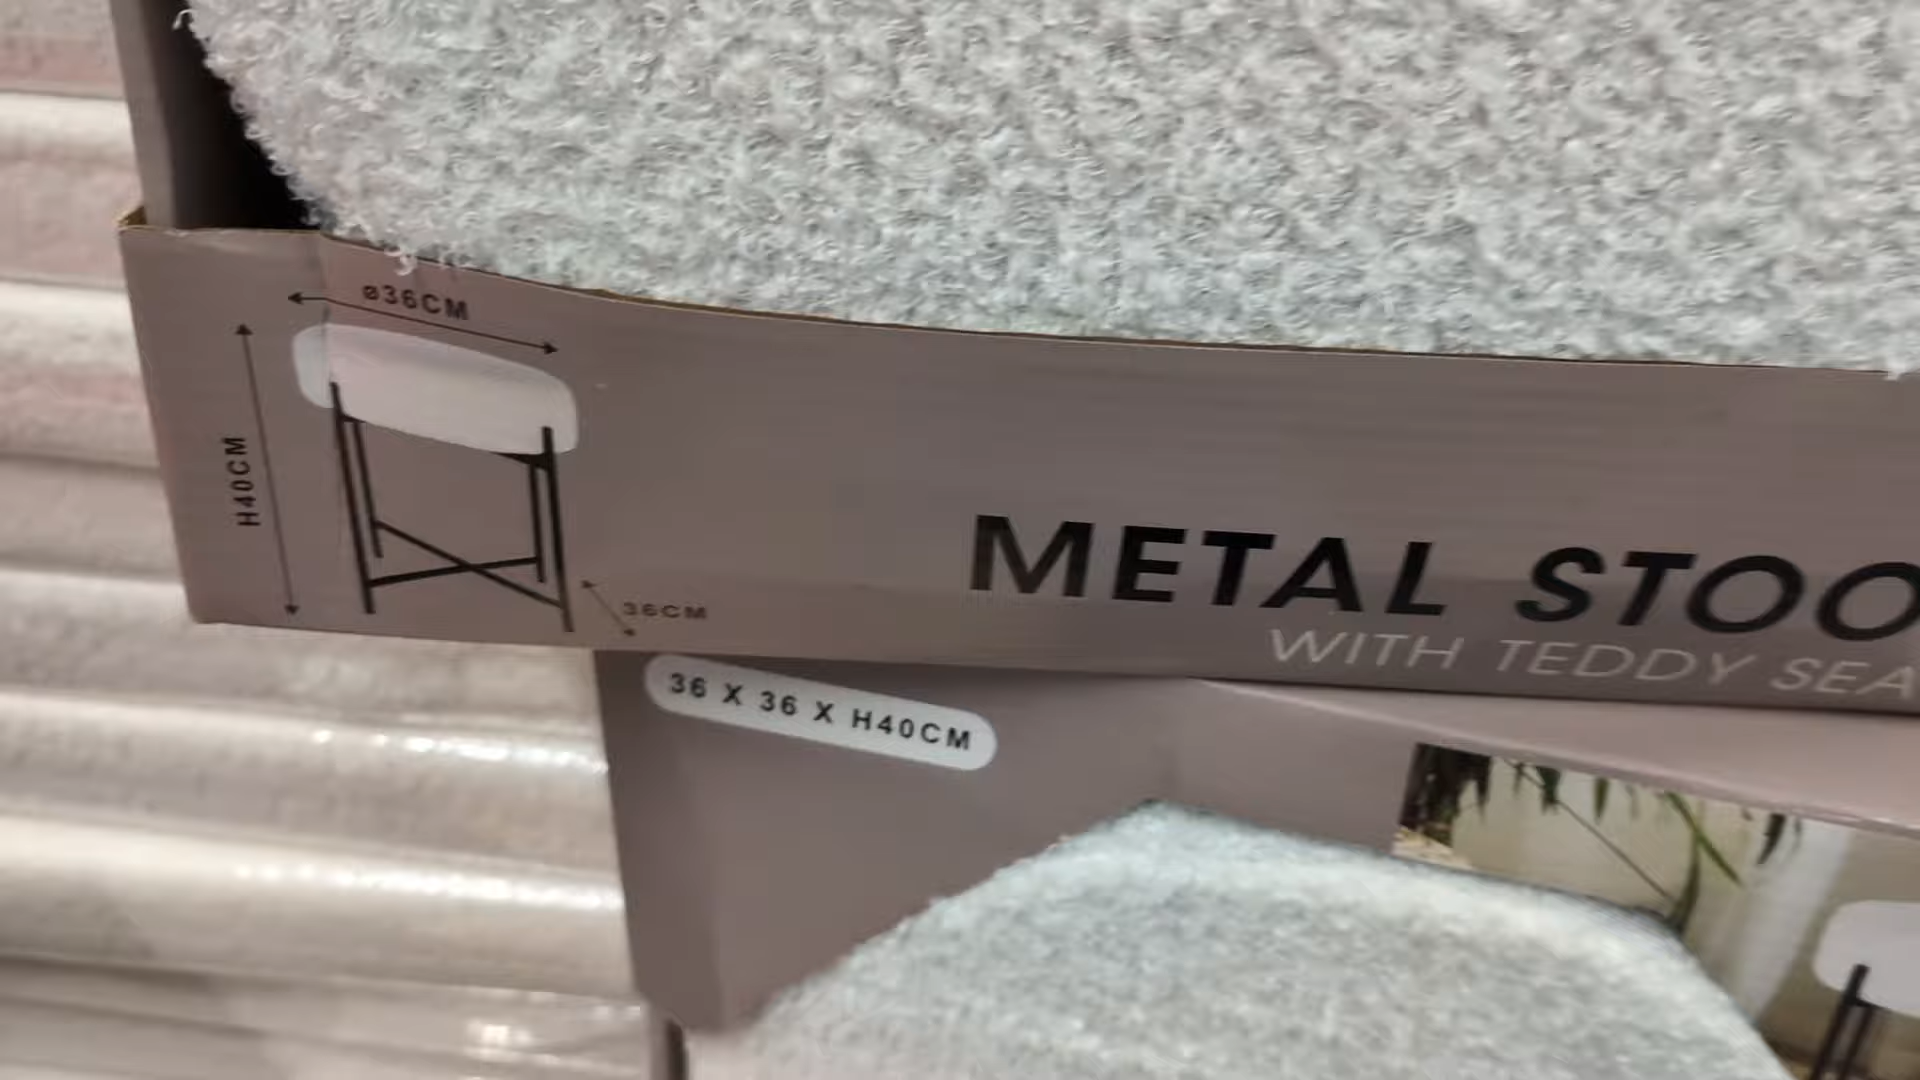 ø36CM
H40CM
36CM
METAL STOO
WITH TEDDY SEA
36 X 36 X H40CM